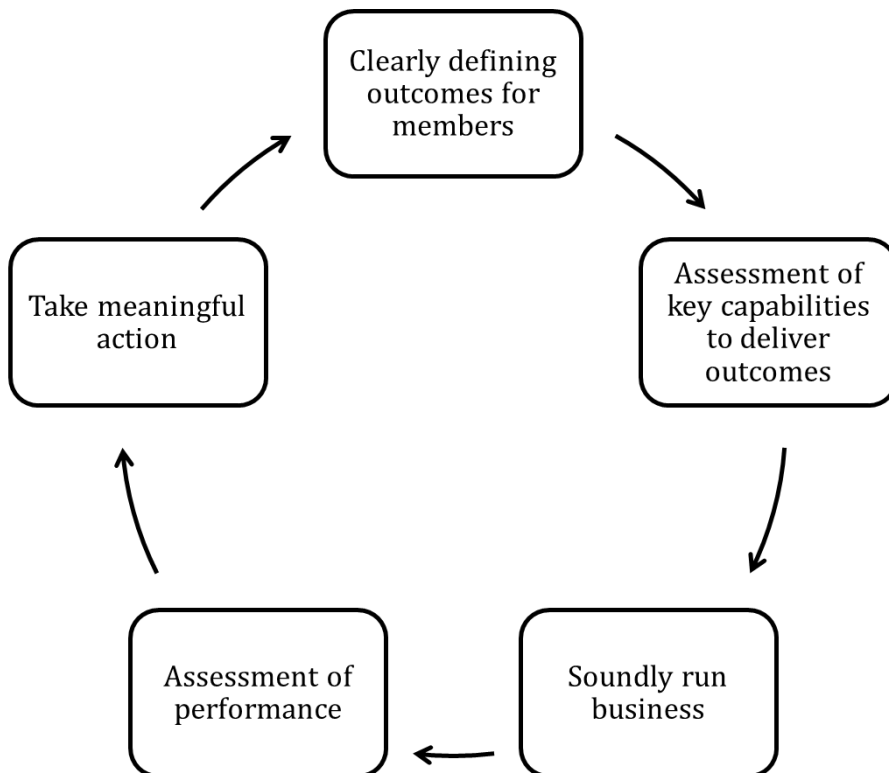 Clearly defining
outcomes for
members
Assessment of
key capabilities
to deliver
outcomes
Soundly run
business
Assessment of
performance
Take meaningful
action